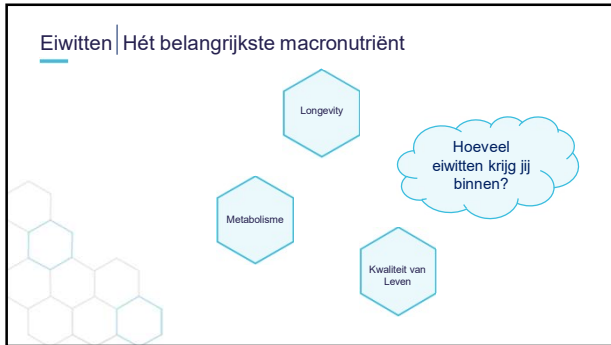 Eiwitten Hét belangrijkste macronutriënt
Longevity
Hoeveel
eiwitten krijg jij
binnen?
Metabolisme
Kwaliteit van
Leven